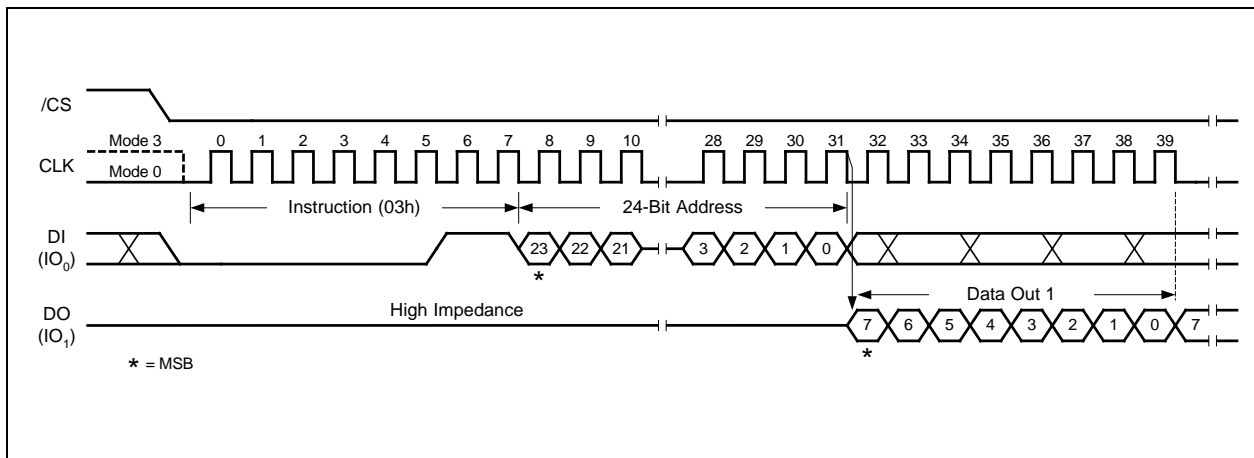 /CS
Mode 3 0 1 2 3 4 5 6 7 8 9 10 28 29 30 31 32 33 34 35 36 37 38 39
CLK Mode 0
Instruction (03h) 24-Bit Address
DI
(IO0) 23 22 21 3 2 1 0
*
High Impedance Data Out 1
DO
(IO1) 7 6 5 4 3 2 1 0 7
*
* = MSB